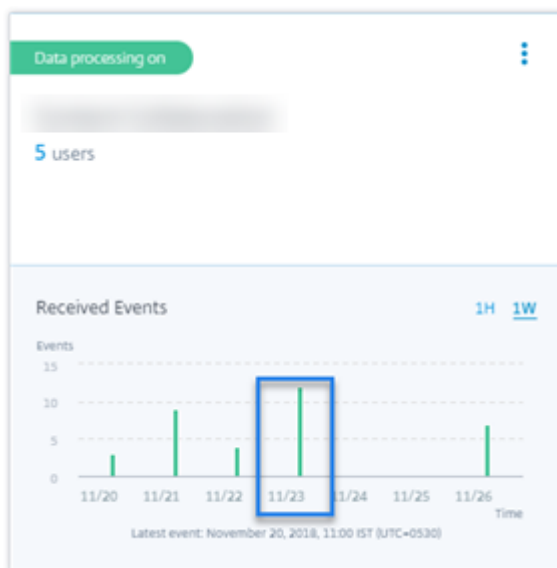 Data processing on
5 users
Received Events
1H 1W
Events
15
10
5
0
11/20 11/21 11/22 11/23 11/24 11/25 11/26
Time
Latest event: November 20, 2018, 11:00 IST (UTC+0530)